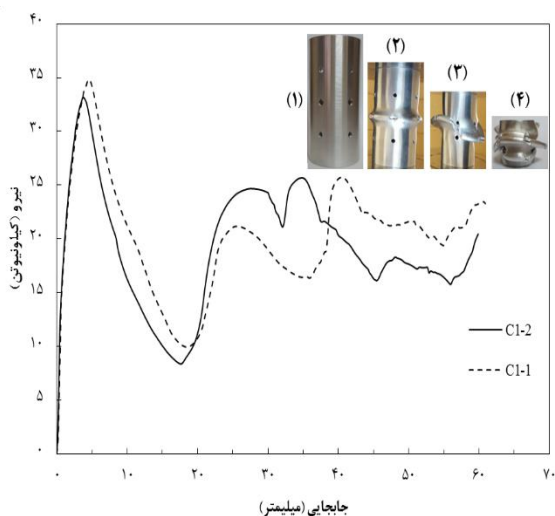 ۴۰
۳۵
۳۰
۲۵
۲۰
۱۵
۱۰
۵
۰
نیرو (کیلونیوتن)
(۱)
(۲)
(۳)
(۴)
C1-2
C1-1
۰ ۱۰ ۲۰ ۳۰ ۴۰ ۵۰ ۶۰ ۷۰
جابجایی (میلیمتر)